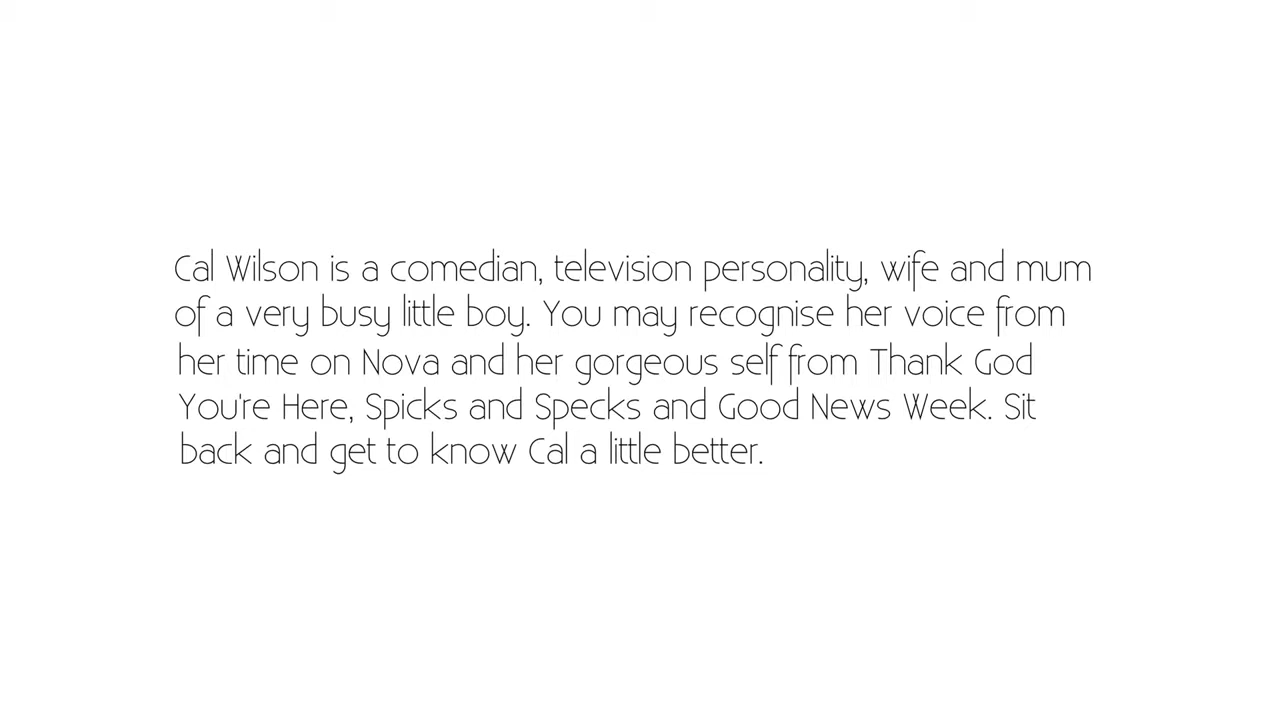 Cal Wilson is a comedian, television personality, wife and mum
of a very busy little boy. You may recognise her voice from
her time on Nova and her gorgeous self from Thank God
You're Here, Spicks and Specks and Good News Week. Sit
back and get to know Cal a little better.